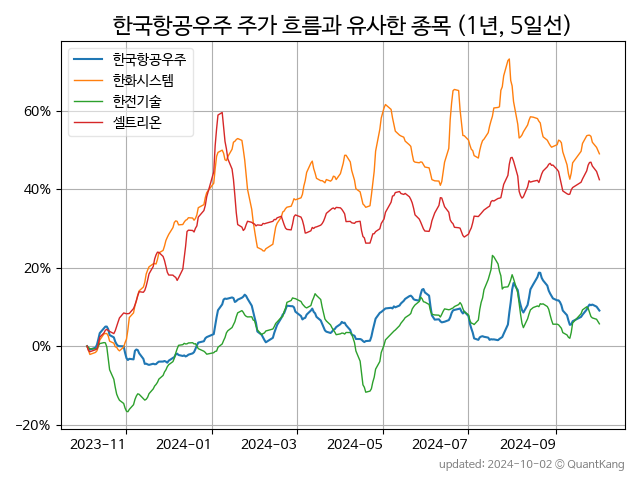 한국항공우주 주가 흐름과 유사한 종목 (1년, 5일선)
한국항공우주
한화시스템
한전기술
셀트리온
60%
40%
20%
0%
−20%
2023-11 2024-01 2024-03 2024-05 2024-07 2024-09
updated: 2024-10-02 © QuantKang